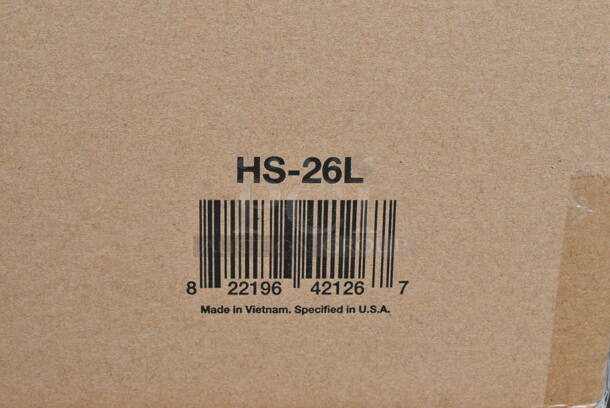 HS-26L
8 22196 42126 7
Made in Vietnam. Specified in U.S.A.